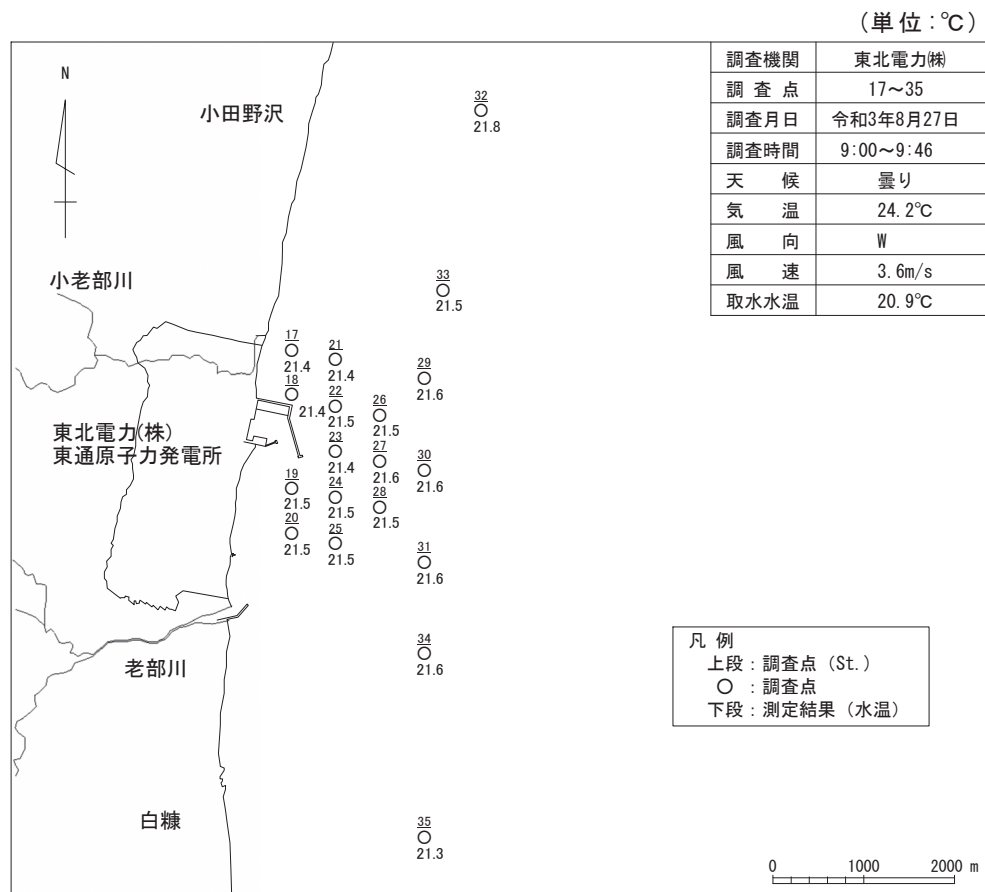 (単位:℃)
調査機関 東北電力㈱
調査点 17~35
調査月日 令和3年8月27日
調査時間 9:00~9:46
天候 曇り
気温 24.2℃
風向 W
風速 3.6m/s
取水水温 20.9℃
N
小田野沢
32
21.8
小老部川
33
21.5
17
21.4
21
21.4
29
21.6
18
21.4
22
21.5
26
21.5
東北電力(株)
東通原子力発電所
23
21.4
27
21.6
30
21.6
19
21.5
24
21.5
28
21.5
20
21.5
25
21.5
31
21.6
34
21.6
老部川
凡例
上段:調査点(St.)
○:調査点
下段:測定結果(水温)
白糠
35
21.3
0 1000 2000 m